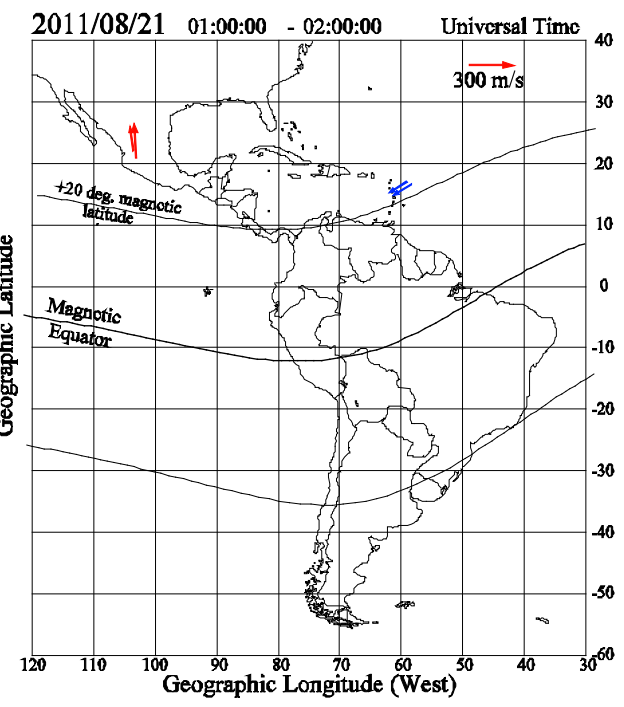 2011/08/21 01:00:00 - 02:00:00 Universal Time
300 m/s
+20 deg. magnotic
latitude
Magnotic
Equator
Geographic Latitude
40
30
20
10
0
-10
-20
-30
-40
-50
-60
120 110 100 90 80 70 60 50 40 30
Geographic Longitude (West)